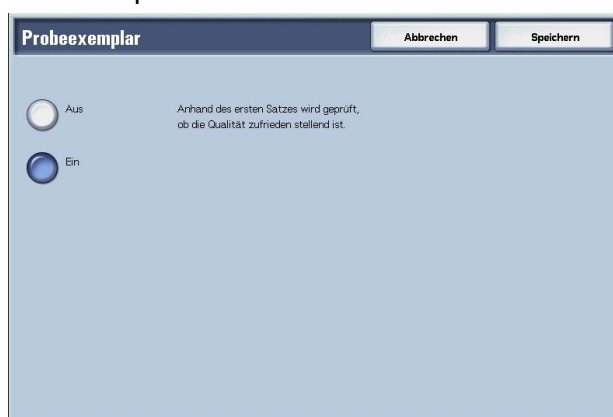 Probeexemplar
Abbrechen
Speichern
Aus
Anhand des ersten Satzes wird geprüft,
ob die Qualität zufrieden stellend ist.
Ein